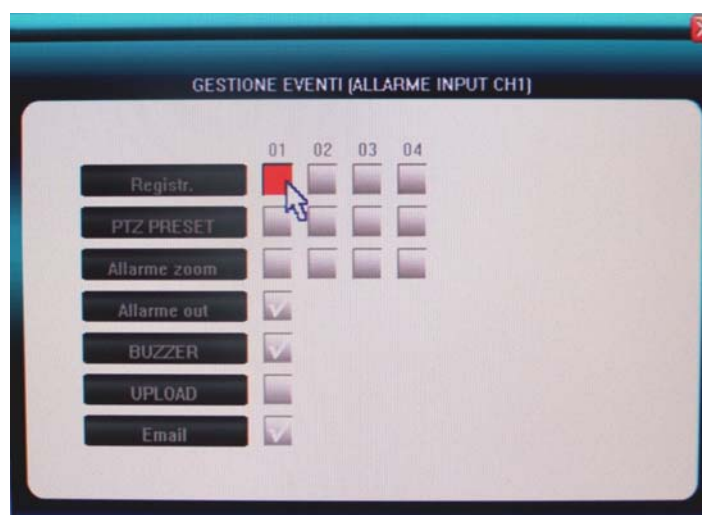 GESTIONE EVENTI (ALLARME INPUT CH1)
01 02 03 04
Registr.
PTZ PRESET
Allarme zoom
Allarme out
BUZZER
UPLOAD
Email